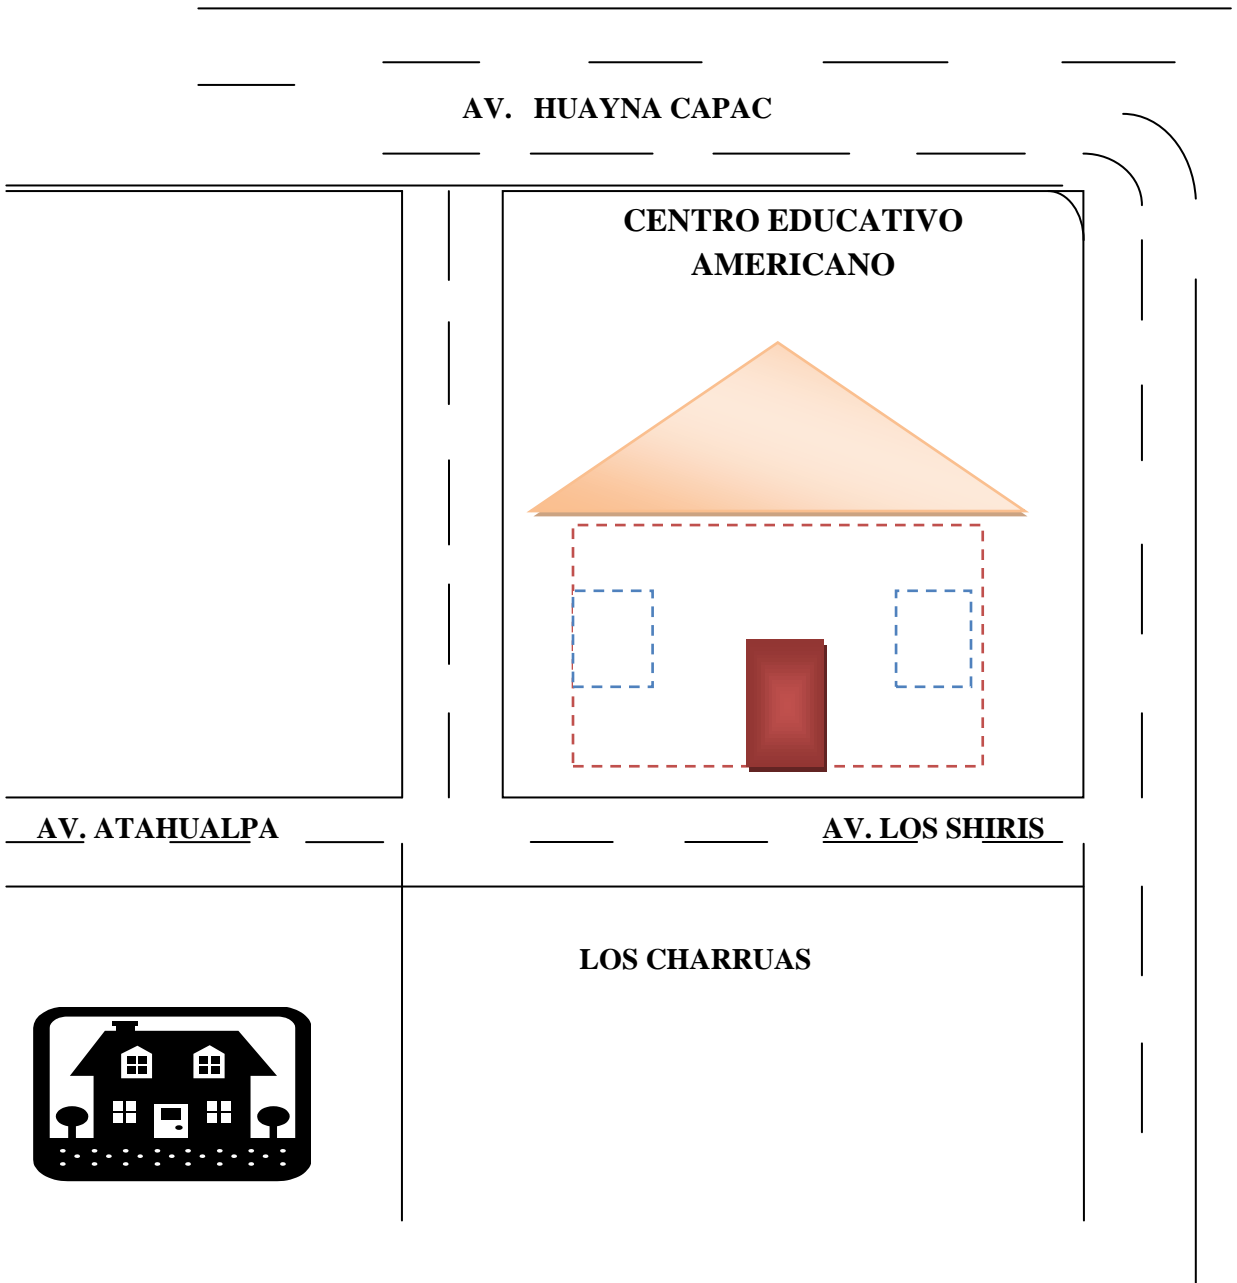 AV. HUAYNA CAPAC
CENTRO EDUCATIVO
AMERICANO
AV. ATAHUALPA
AV. LOS SHIRIS
LOS CHARRUAS